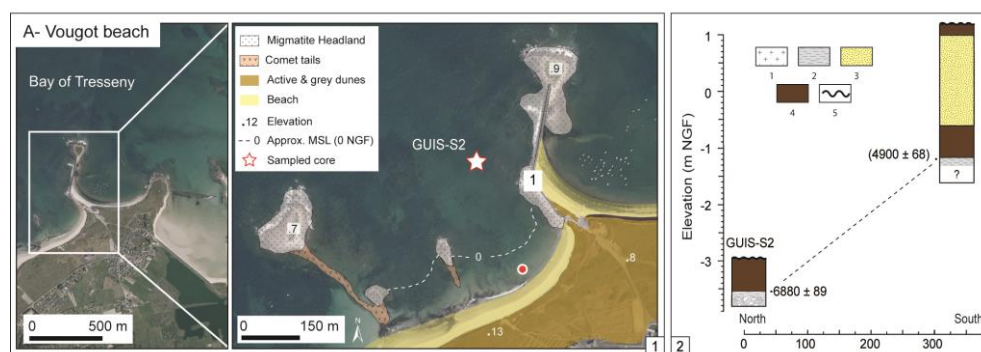 A- Vougot beach
Bay of Tresseny
0 500 m
Migmatite Headland
Comet tails
Active & grey dunes
Beach
.12 Elevation
--- 0 Approx. MSL (0 NGF)
Sampled core
.9
GUIS-S2
1
.7
0
.8
.13
0 150 m
N
1
2
Elevation (m NGF)
1
0
-1
-2
-3
1 2 3
4 5
(4900 ± 68)
?
GUIS-S2
6880 ± 89
North South
0 100 200 300